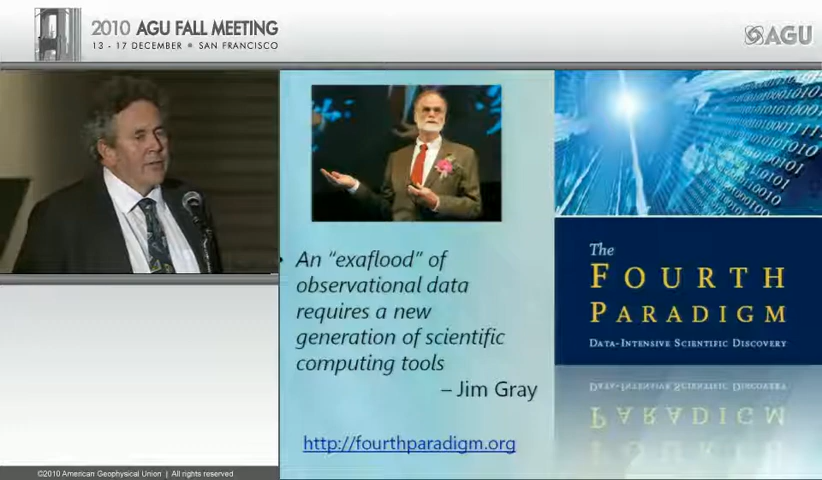 2010 AGU FALL MEETING
13 - 17 DECEMBER SAN FRANCISCO
AGU
An “exaflood” of
observational data
requires a new
generation of scientific
computing tools
– Jim Gray
http://fourthparadigm.org
The
FOURTH
PARADIGM
DATA-INTENSIVE SCIENTIFIC DISCOVERY
©2010 American Geophysical Union | All rights reserved